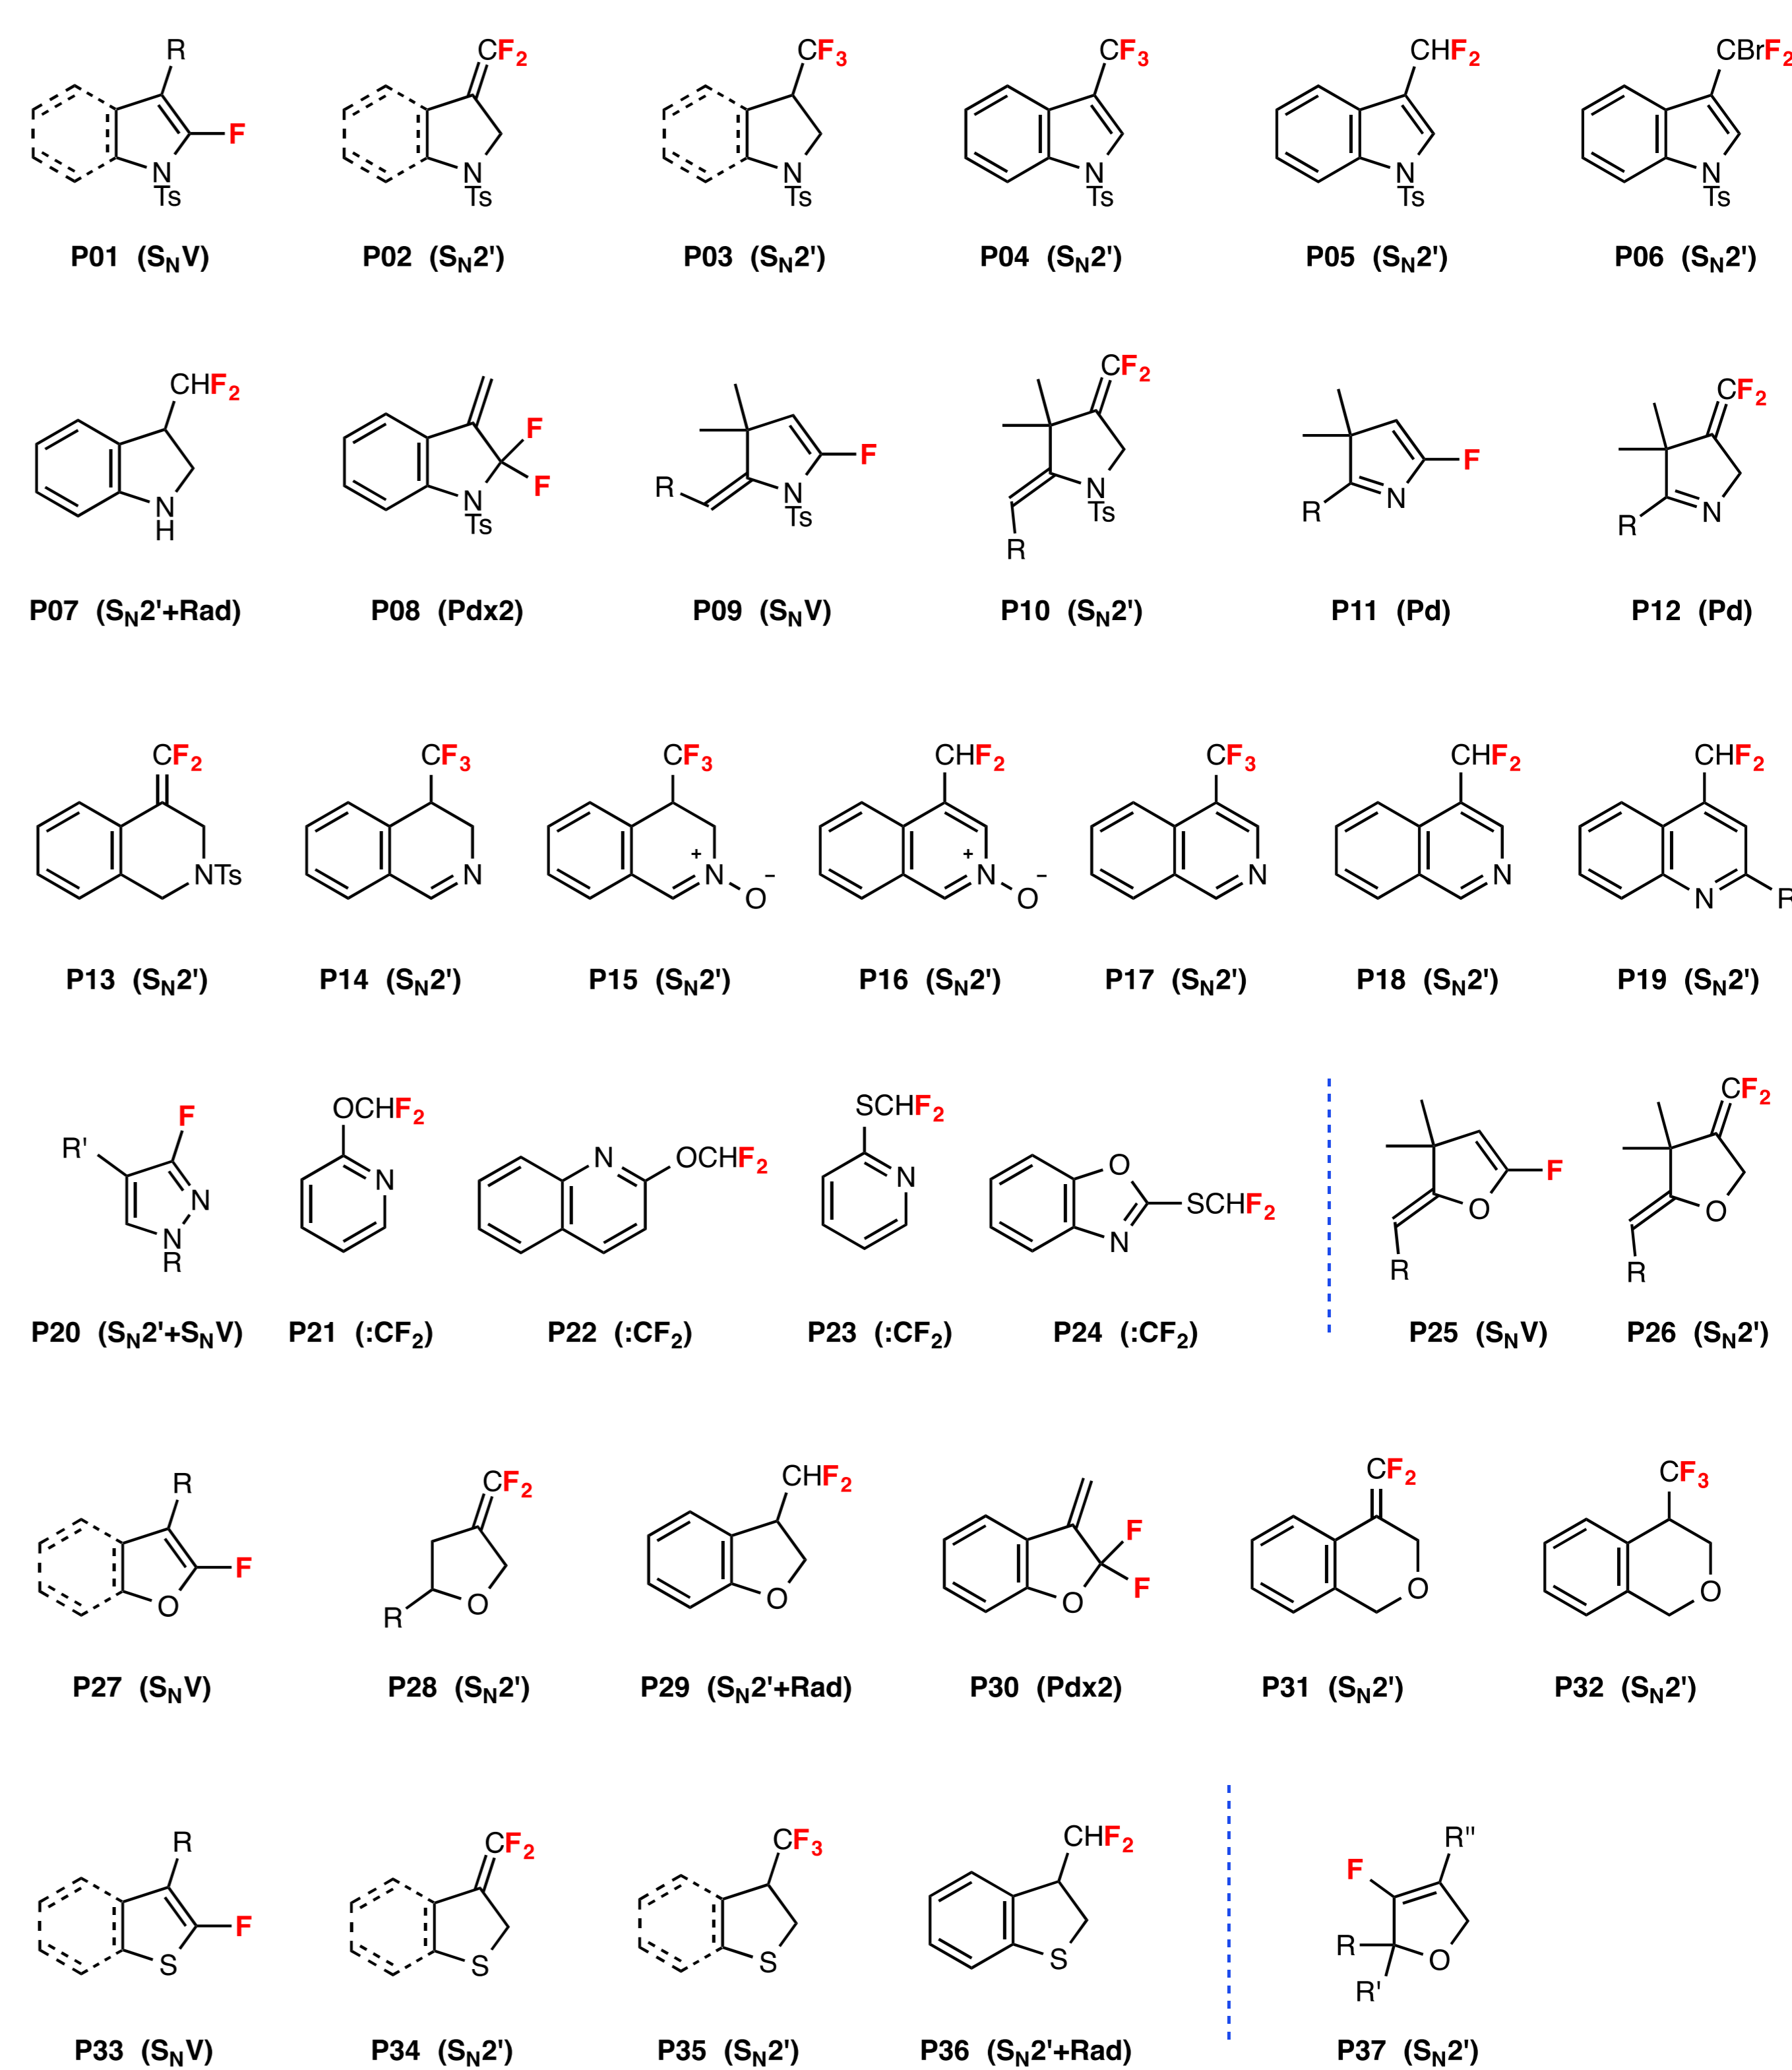 R CF2 CF3 CF3 CHF2 CBrF2
F
N N N N N N
Ts Ts Ts Ts Ts Ts
P01 (SNV) P02 (SN2') P03 (SN2') P04 (SN2') P05 (SN2') P06 (SN2')
CHF2 F F F CF2 F CF2
R N N N N N N
H Ts Ts R Ts R R
P07 (SN2'+Rad) P08 (Pdx2) P09 (SNV) P10 (SN2') P11 (Pd) P12 (Pd)
CF2 CF3 CF3 CHF2 CF3 CHF2 CHF2
NTs N + N O − + N O − N N N R
P13 (SN2') P14 (SN2') P15 (SN2') P16 (SN2') P17 (SN2') P18 (SN2') P19 (SN2')
F OCHF2 SCHF2 CF2
R' N N N OCHF2 N O SCHF2 F
N R N O O
R R
P20 (SN2'+SNV) P21 (:CF2) P22 (:CF2) P23 (:CF2) P24 (:CF2) P25 (SNV) P26 (SN2')
R CF2 CHF2 CF2 CF3
F F F
O R O O O O O
P27 (SNV) P28 (SN2') P29 (SN2'+Rad) P30 (Pdx2) P31 (SN2') P32 (SN2')
R CF2 CF3 CHF2 R"
F F
S S S S R O
R'
P33 (SNV) P34 (SN2') P35 (SN2') P36 (SN2'+Rad) P37 (SN2')